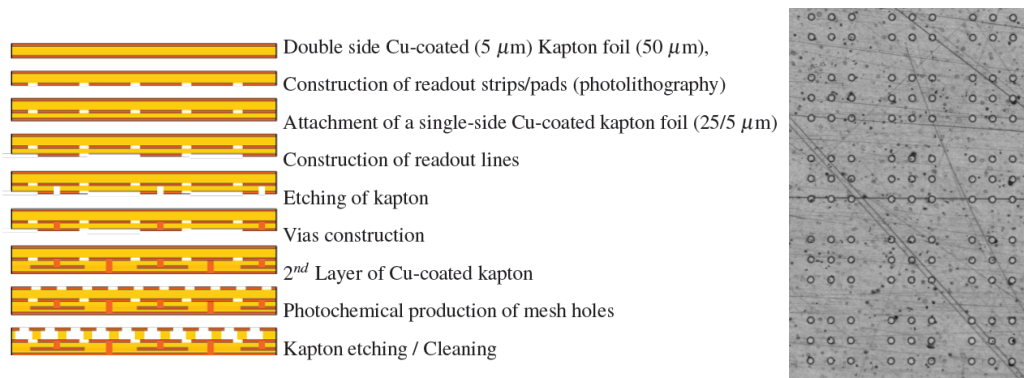 Double side Cu-coated (5 μm) Kapton foil (50 μm),
Construction of readout strips/pads (photolithography)
Attachment of a single-side Cu-coated kapton foil (25/5 μm)
Construction of readout lines
Etching of kapton
Vias construction
2nd Layer of Cu-coated kapton
Photochemical production of mesh holes
Kapton etching / Cleaning